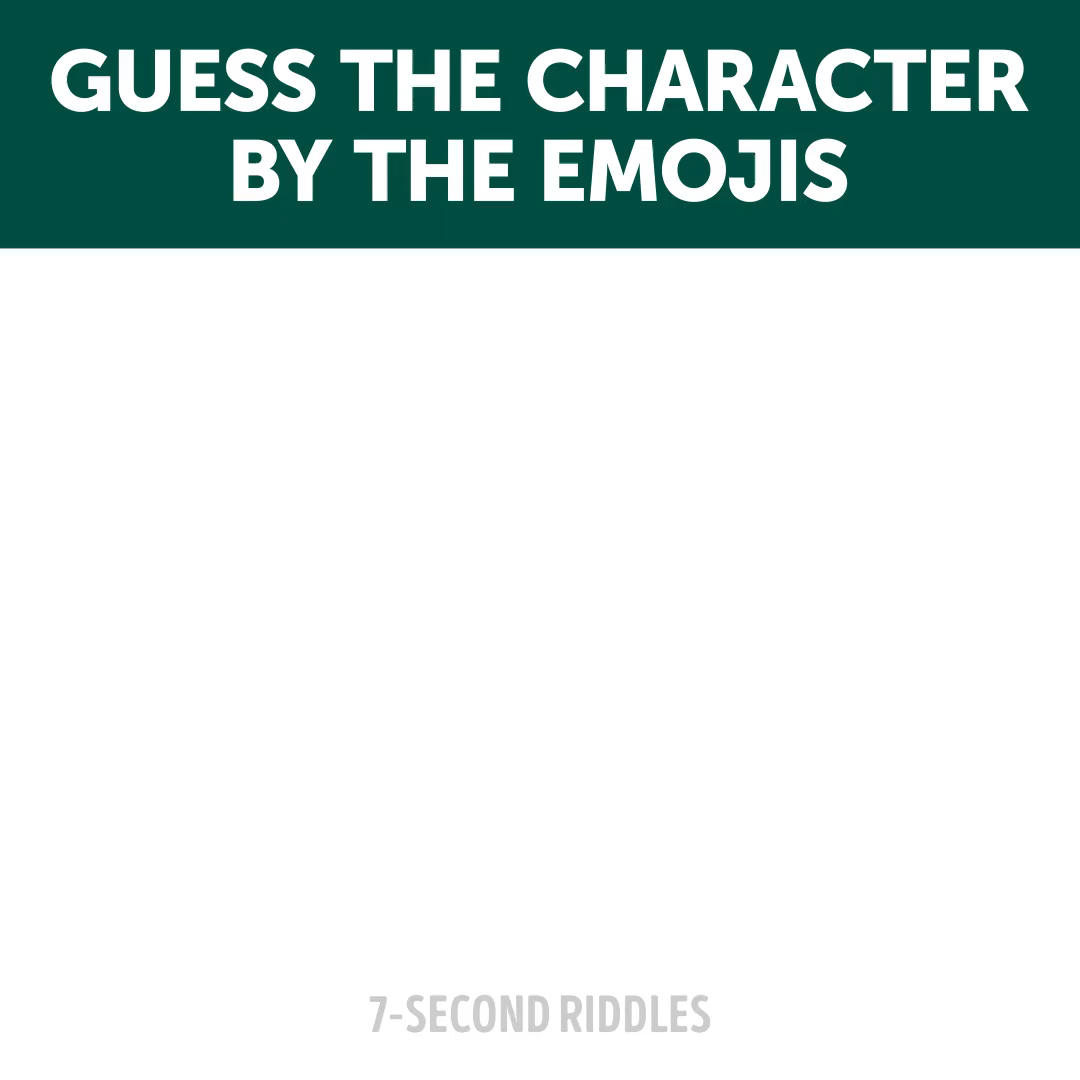 GUESS THE CHARACTER
BY THE EMOJIS
7-SECOND RIDDLES